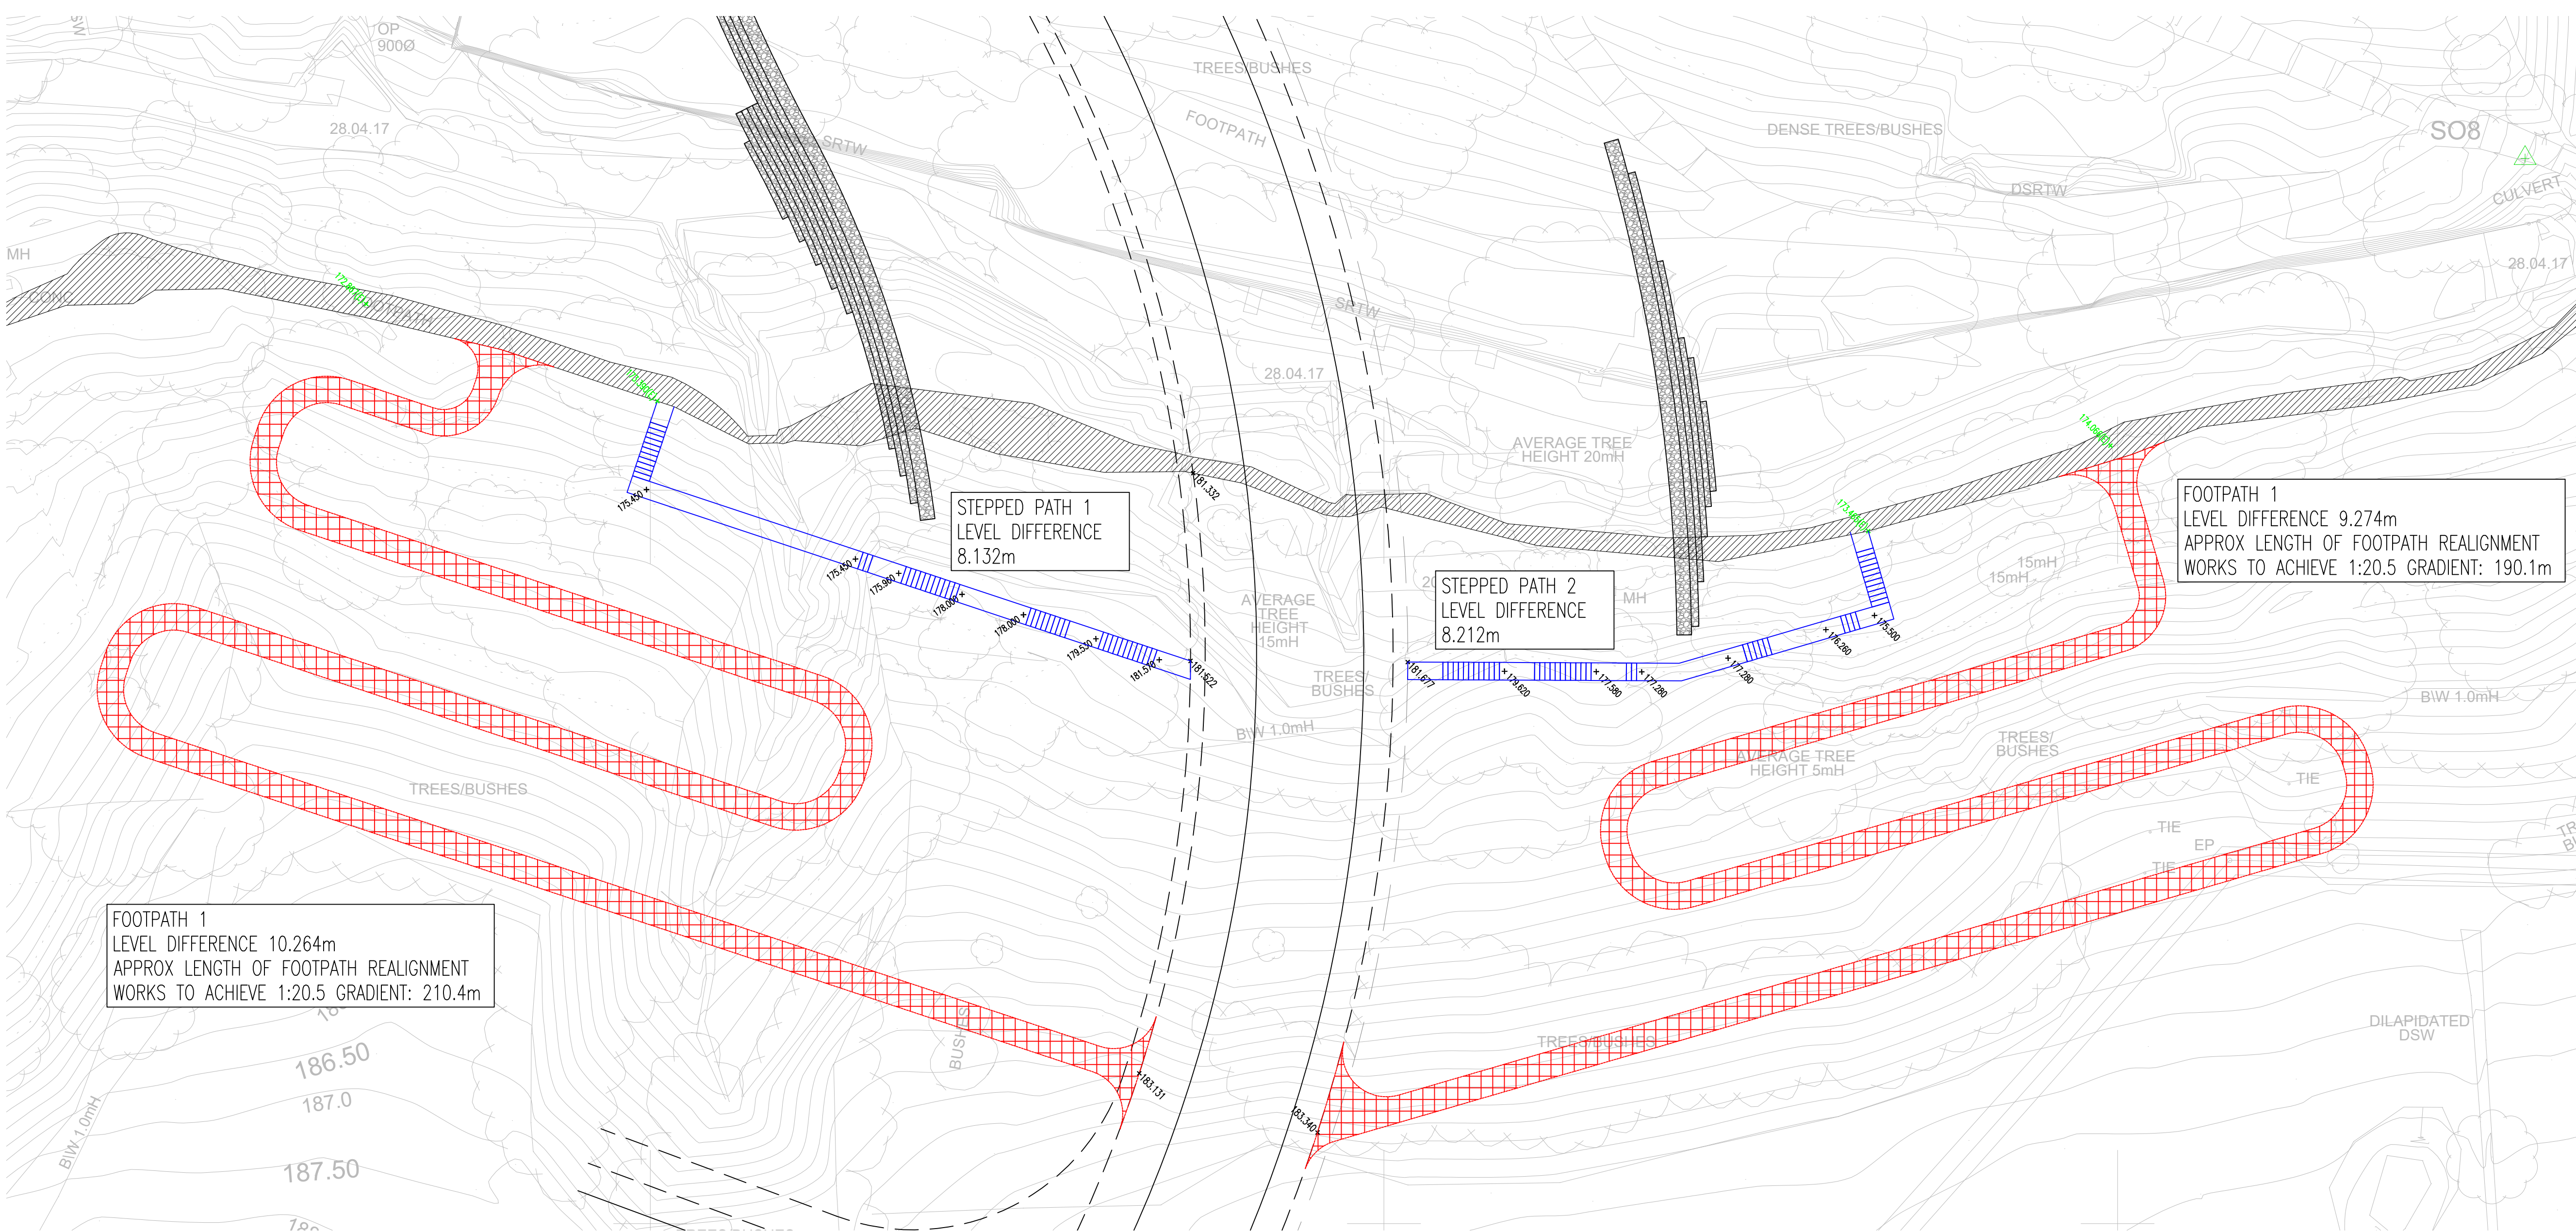 OP
900Ø
TREES/BUSHES
FOOTPATH
28.04.17
SRTW
DENSE TREES/BUSHES
SO8
DSRTW
CULVERT
MH
28.04.17
CONC
SRTW
28.04.17
AVERAGE TREE
HEIGHT 20mH
181.332
175.450
STEPPED PATH 1
LEVEL DIFFERENCE
8.132m
FOOTPATH 1
LEVEL DIFFERENCE 9.274m
APPROX LENGTH OF FOOTPATH REALIGNMENT
WORKS TO ACHIEVE 1:20.5 GRADIENT: 190.1m
175.450
175.960
178.000
178.000
179.530
181.510
181.622
15mH
15mH
STEPPED PATH 2
LEVEL DIFFERENCE
8.212m
MH
AVERAGE
TREE
HEIGHT
15mH
175.500
176.260
177.280
177.280
177.580
179.620
181.677
TREES/
BUSHES
B\W 1.0mH
B\W 1.0mH
TREES/
BUSHES
AVERAGE TREE
HEIGHT 5mH
TREES/BUSHES
TIE
TIE
EP
TIE
FOOTPATH 1
LEVEL DIFFERENCE 10.264m
APPROX LENGTH OF FOOTPATH REALIGNMENT
WORKS TO ACHIEVE 1:20.5 GRADIENT: 210.4m
BUSHES
TREES/BUSHES
DILAPIDATED
DSW
186.50
187.0
183.131
183.340
B\W 1.0mH
187.50